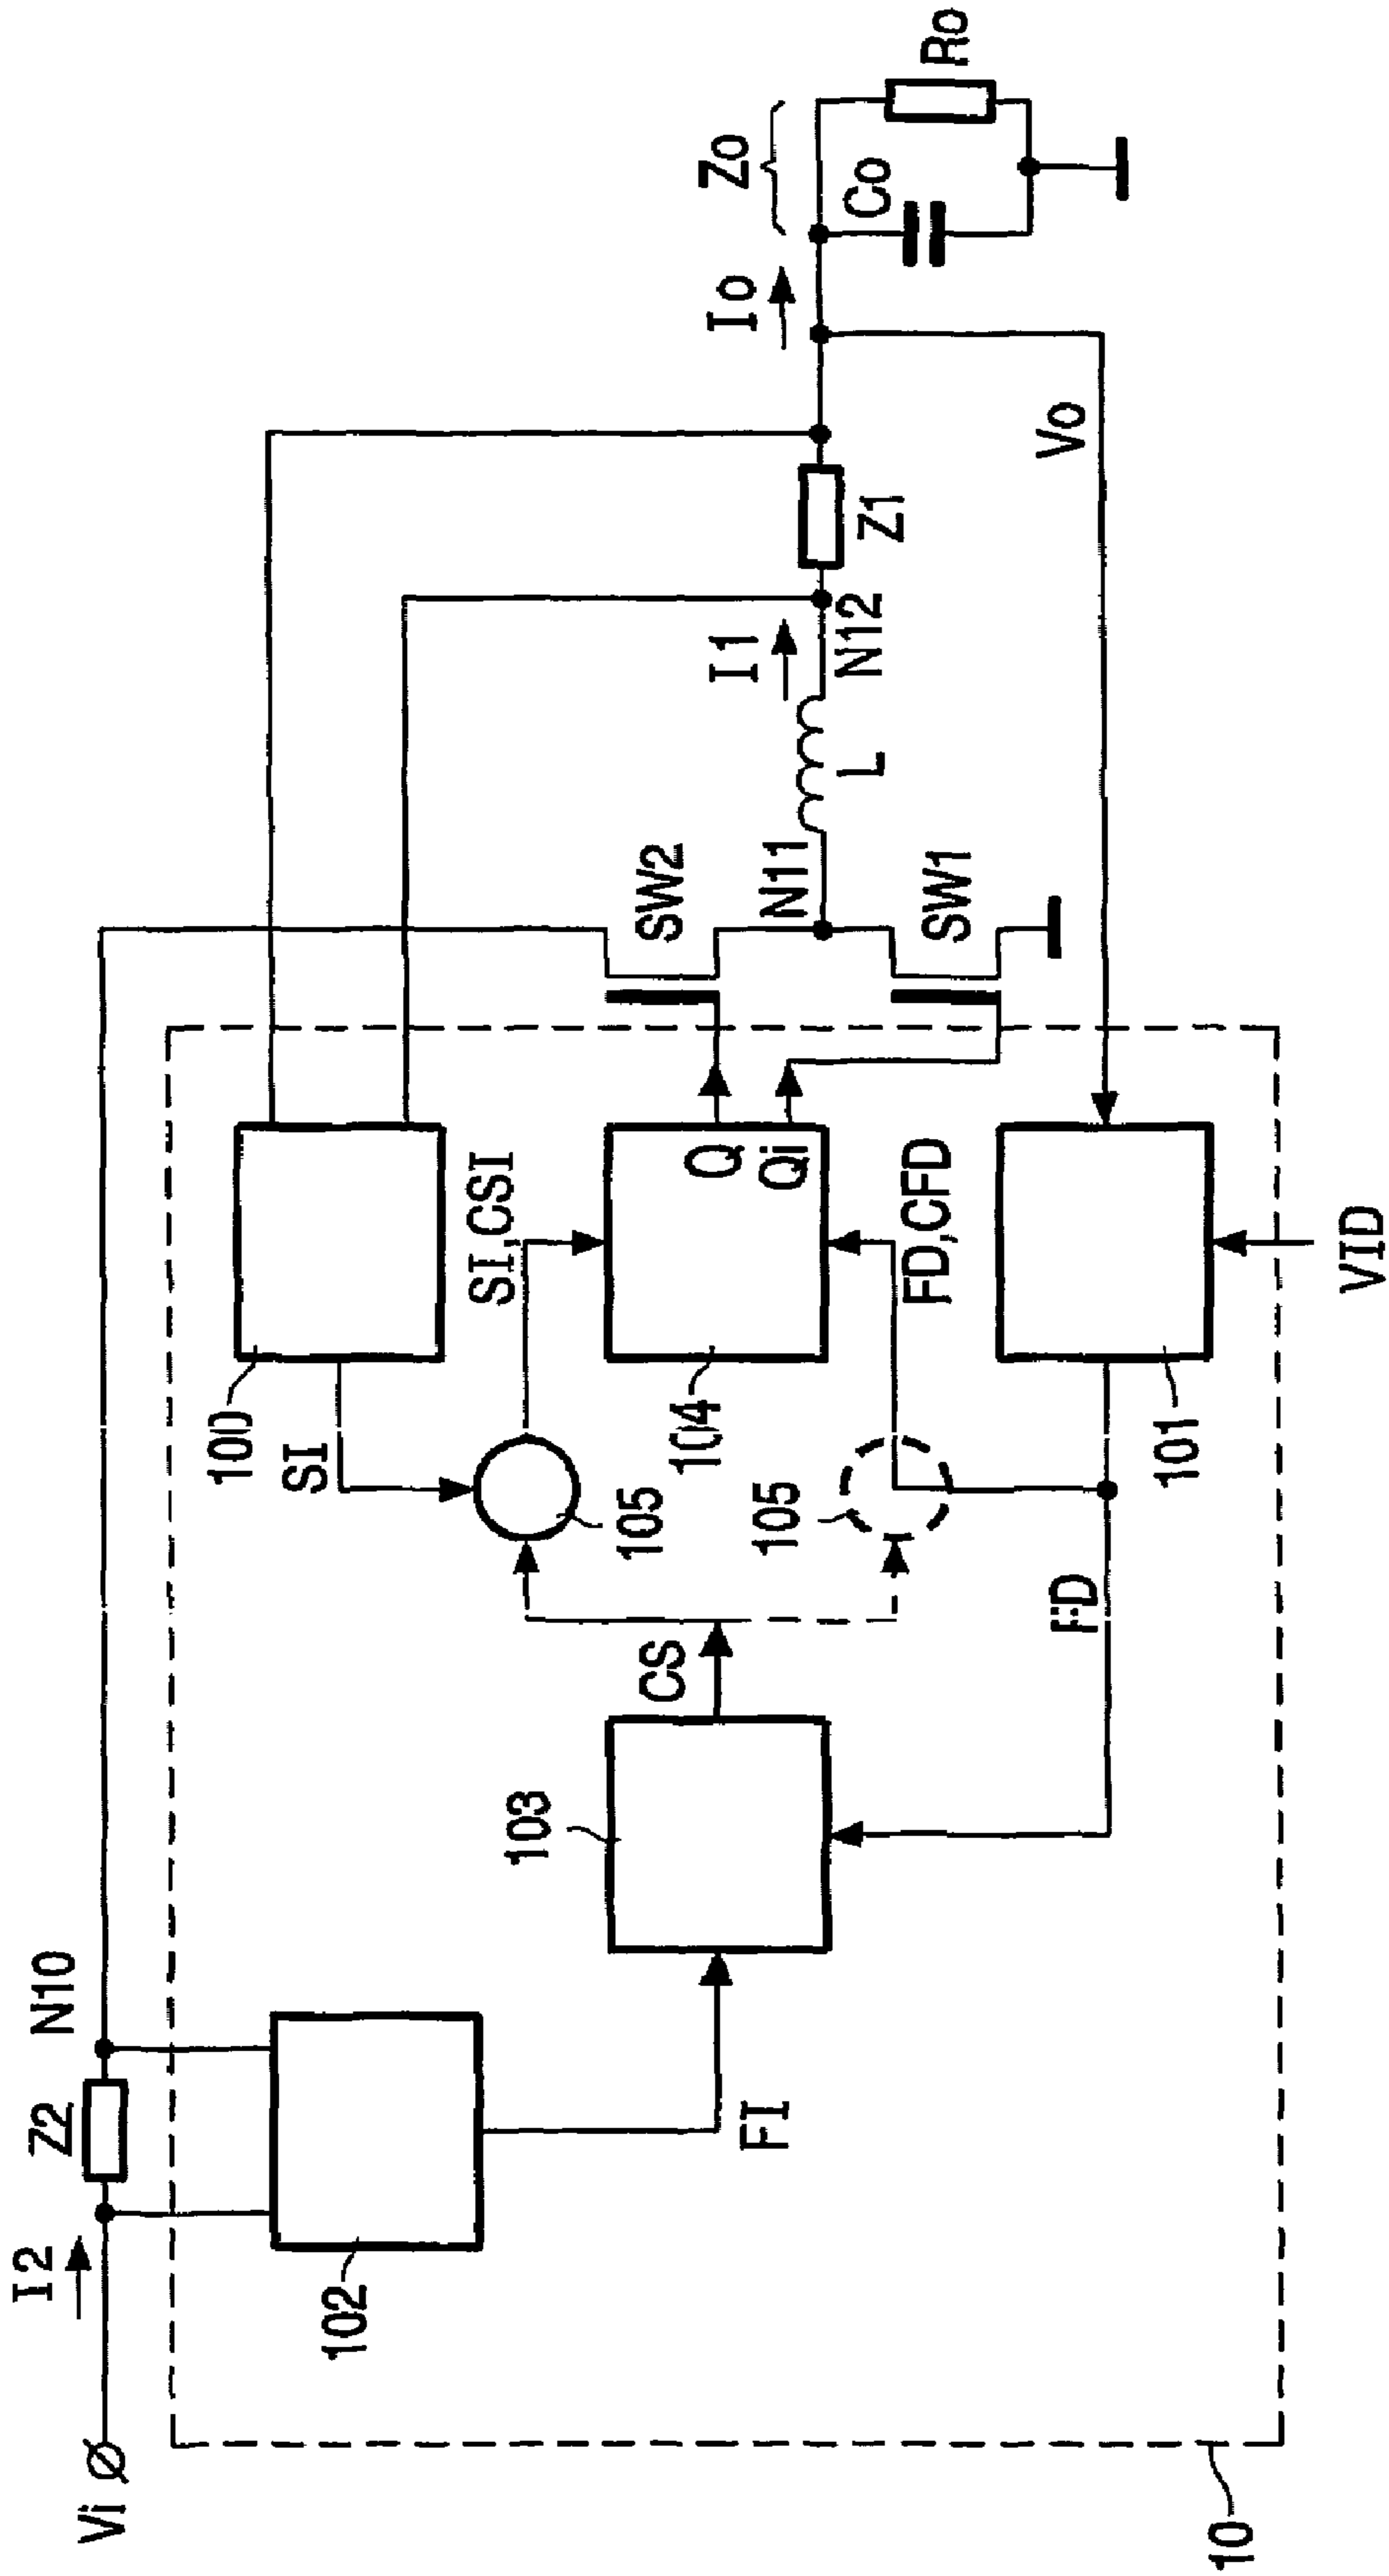 Vi
I2
Z2
N10
102
FI
103
CS
100
SI
105
SI,CSI
104
Q
Qi
105
FD,CFD
FD
101
VID
10
SW2
N11
SW1
L
I1
N12
Z1
Vo
Io
Zo
Co
Ro